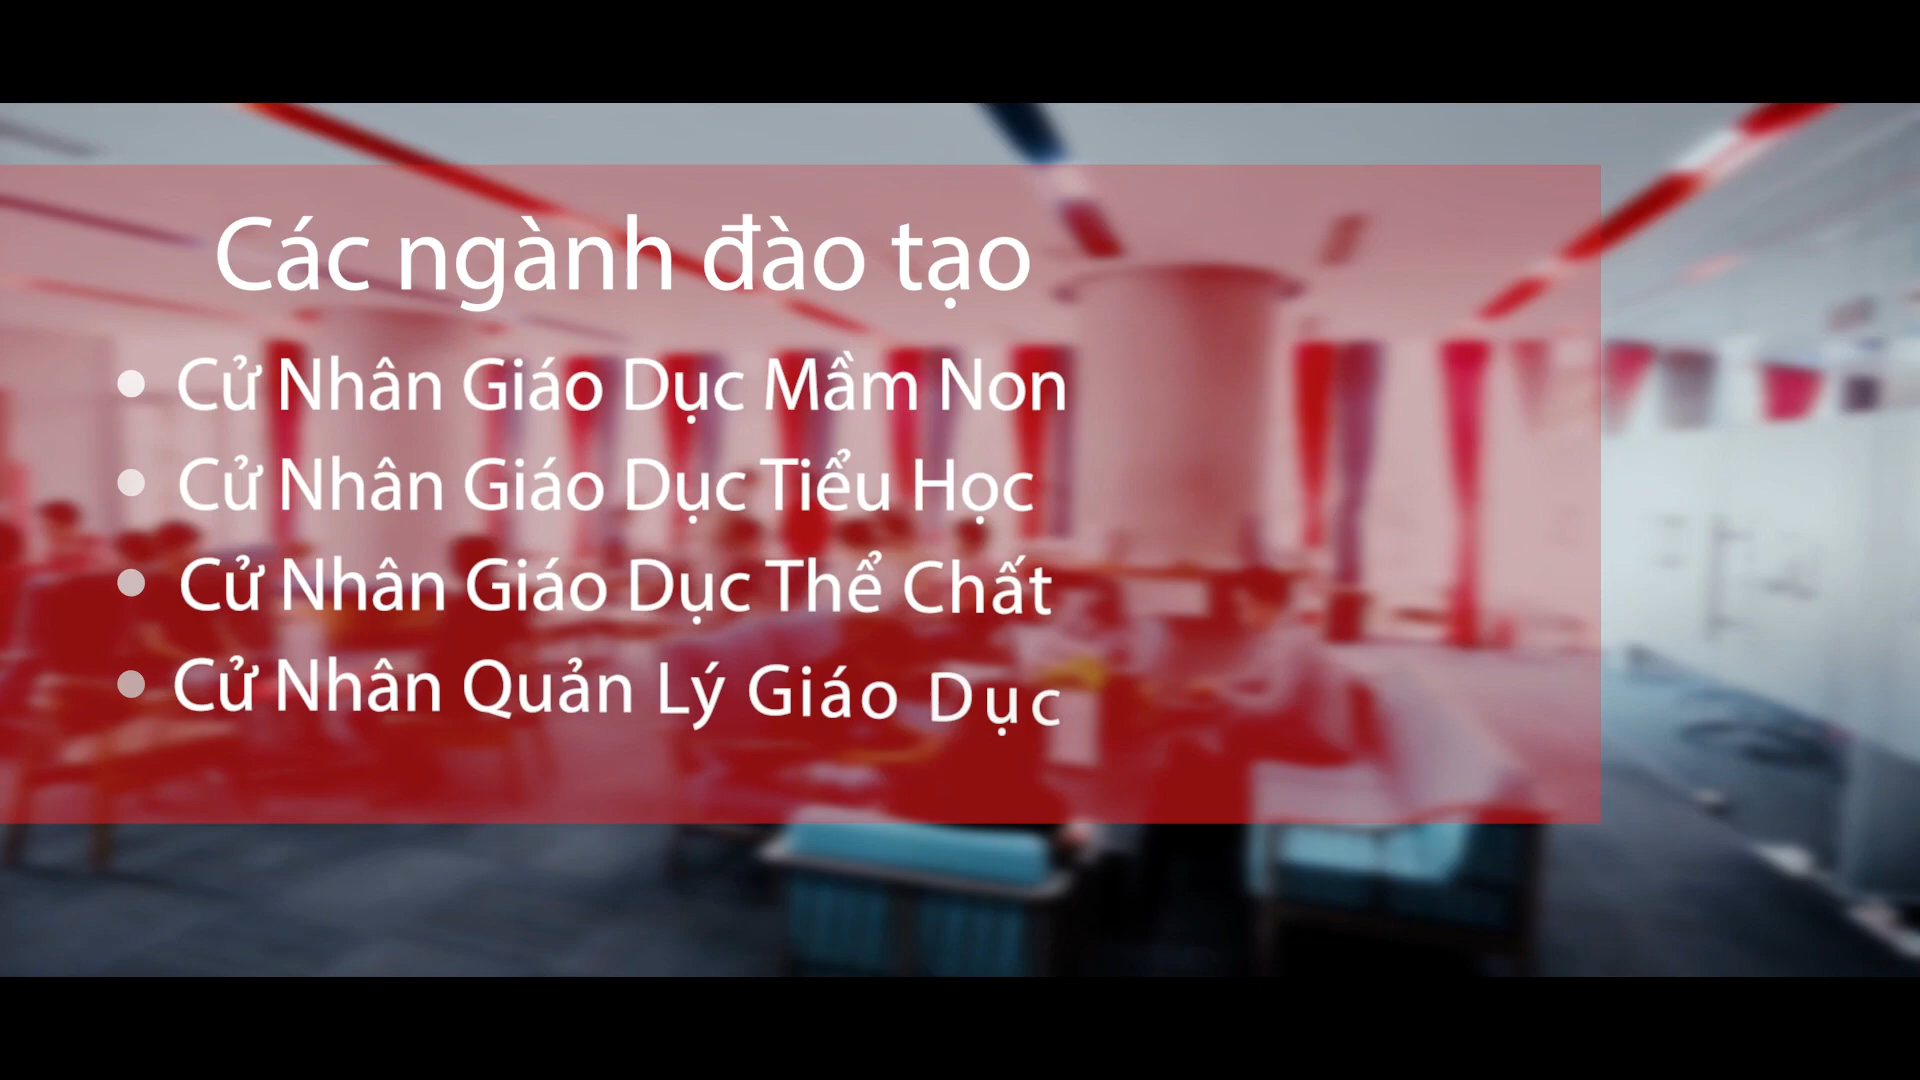 Các ngành đào tạo
Cử Nhân Giáo Dục Mầm Non
Cử Nhân Giáo Dục Tiểu Học
Cử Nhân Giáo Dục Thể Chất
Cử Nhân Quản Lý Giáo Dục